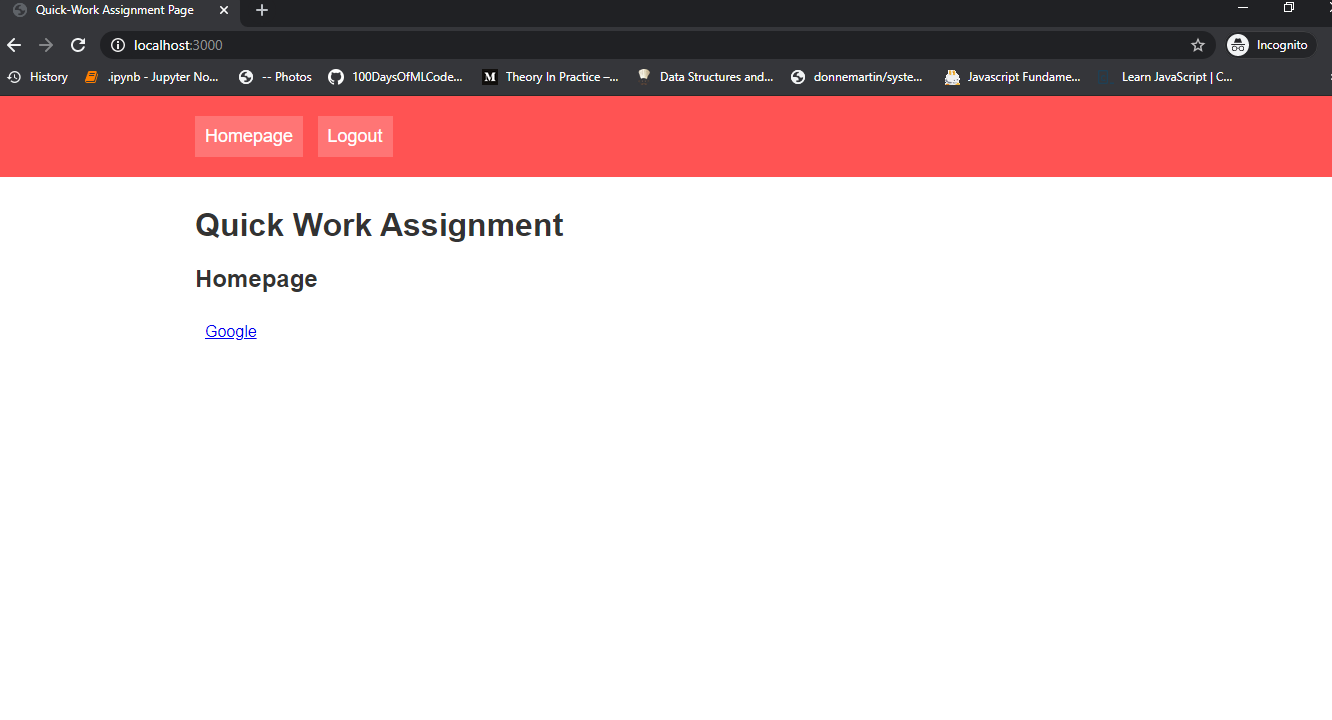 Quick-Work Assignment Page
localhost:3000
Incognito
History .ipynb - Jupyter No... -- Photos 100DaysOfMLCode... M Theory In Practice –... Data Structures and... donnemartin/syste... Javascript Fundame... Learn JavaScript | C...
Homepage Logout
Quick Work Assignment
Homepage
Google